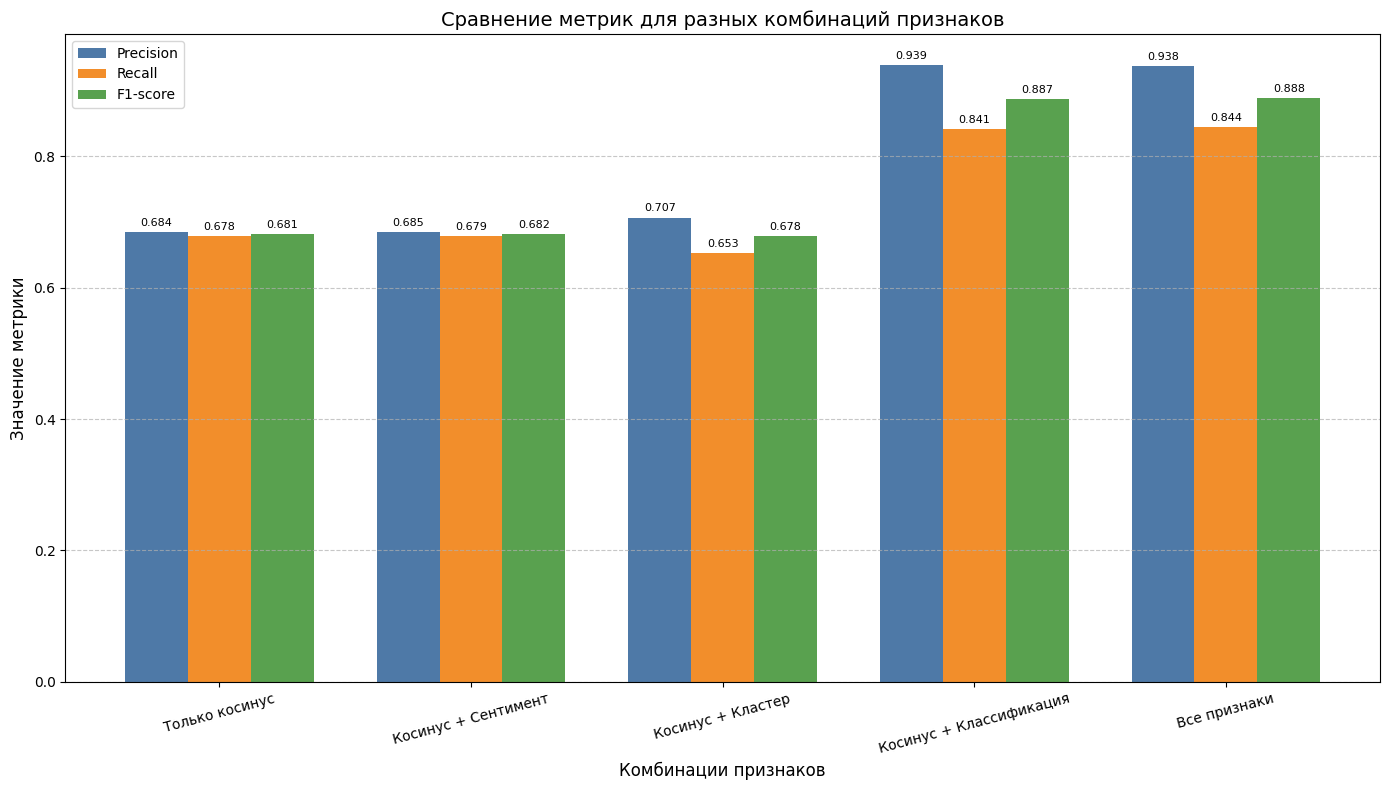 Сравнение метрик для разных комбинаций признаков
Precision
Recall
F1-score
Значение метрики
0.8
0.6
0.4
0.2
0.0
0.684
0.678
0.681
0.685
0.679
0.682
0.707
0.653
0.678
0.939
0.841
0.887
0.938
0.844
0.888
Только косинус
Косинус + Сентимент
Косинус + Кластер
Косинус + Классификация
Все признаки
Комбинации признаков